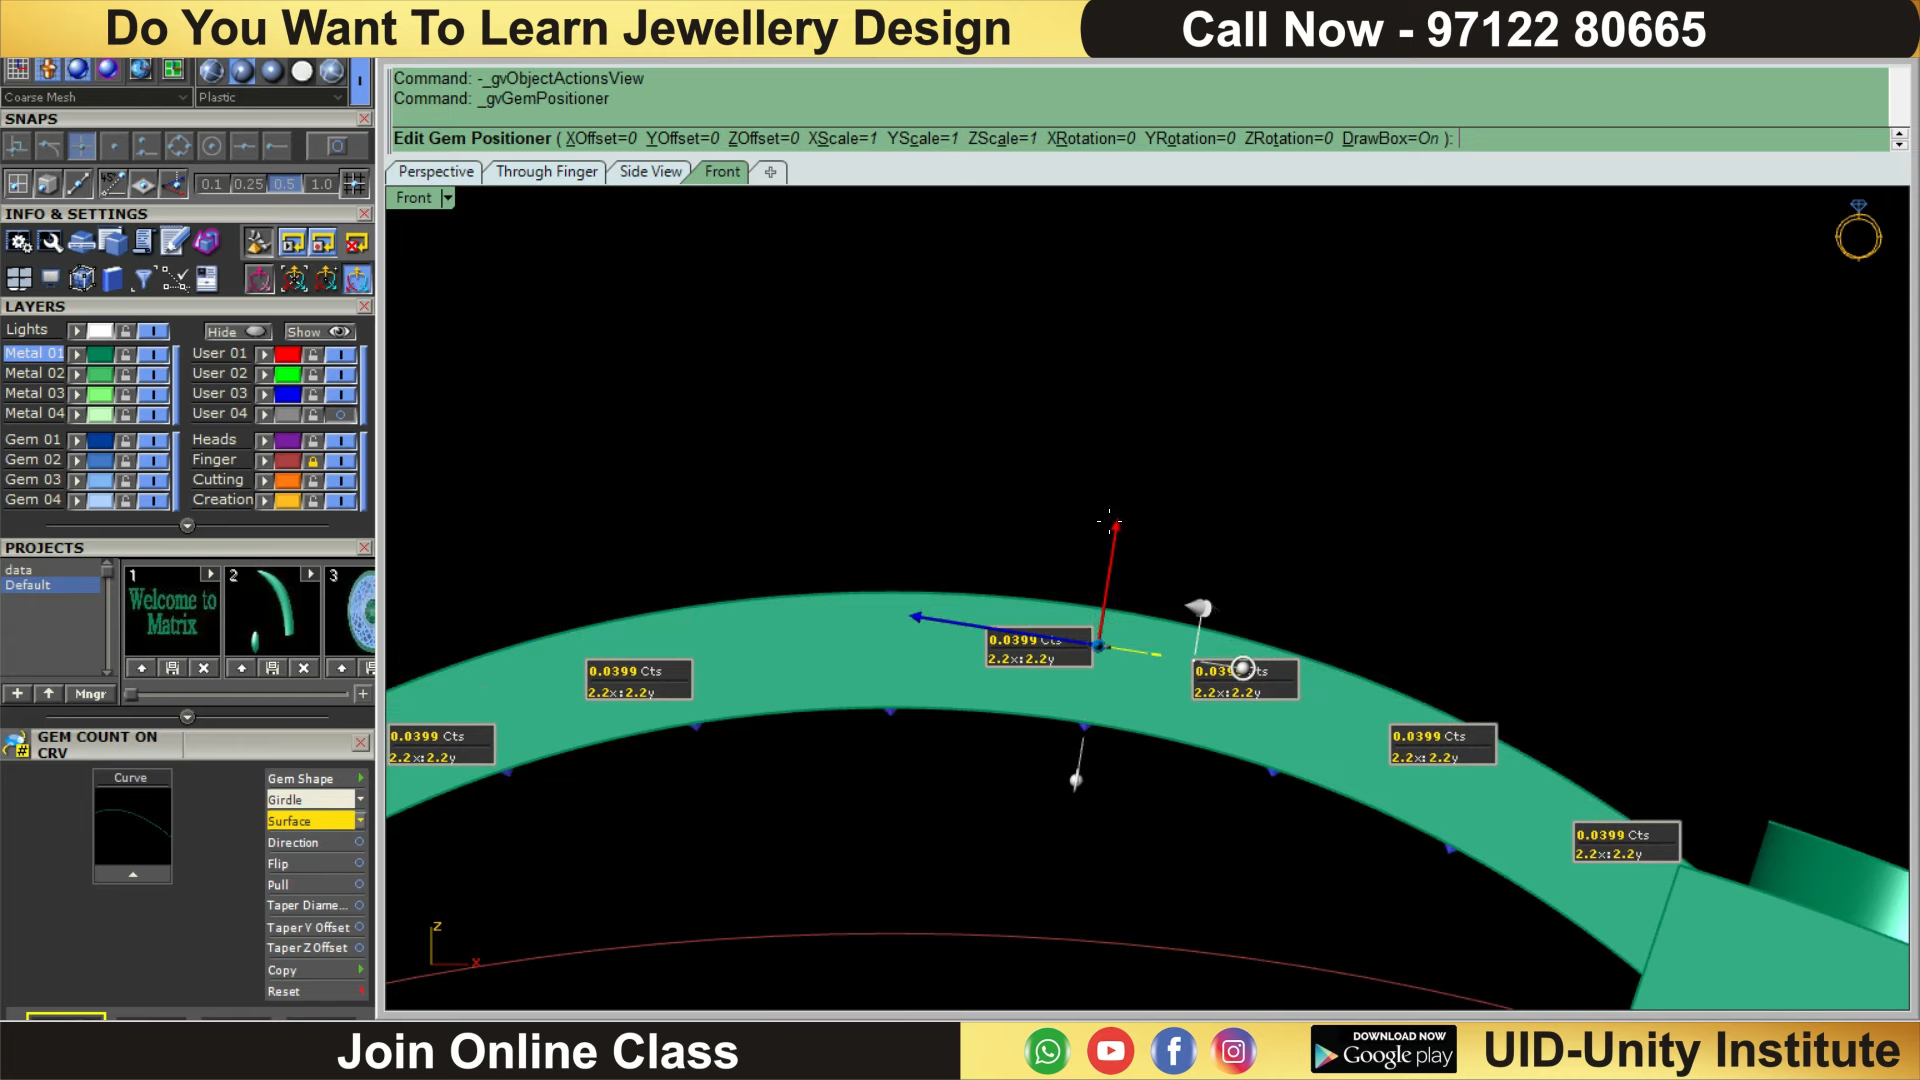 Do You Want To Learn Jewellery Design
Call Now - 97122 80665
Coarse Mesh
Plastic
Command: -_gvObjectActionsView
Command: _gvGemPositioner
Edit Gem Positioner ( XOffset=0 YOffset=0 ZOffset=0 XScale=1 YScale=1 ZScale=1 XRotation=0 YRotation=0 ZRotation=0 DrawBox=On ):
SNAPS
0.1 0.25 0.5 1.0
Perspective
Through Finger
Side View
Front
Front
INFO & SETTINGS
LAYERS
Lights
Hide
Show
Metal 01
User 01
Metal 02
User 02
Metal 03
User 03
Metal 04
User 04
Gem 01
Heads
Gem 02
Finger
Gem 03
Cutting
Gem 04
Creation
PROJECTS
data
Default
1
Welcome to
Matrix
2
3
Mngr
GEM COUNT ON
CRV
Curve
Gem Shape
Girdle
Surface
Direction
Flip
Pull
Taper Diame...
Taper Y Offset
Taper Z Offset
Copy
Reset
0.0399 Cts
2.2x:2.2y
0.0399 Cts
2.2x:2.2y
0.0399 Cts
2.2x:2.2y
2.2x:2.2y
0.0399 Cts
2.2x:2.2y
0.0399 Cts
2.2x:2.2y
z
x
Join Online Class
DOWNLOAD NOW
Google play
UID-Unity Institute